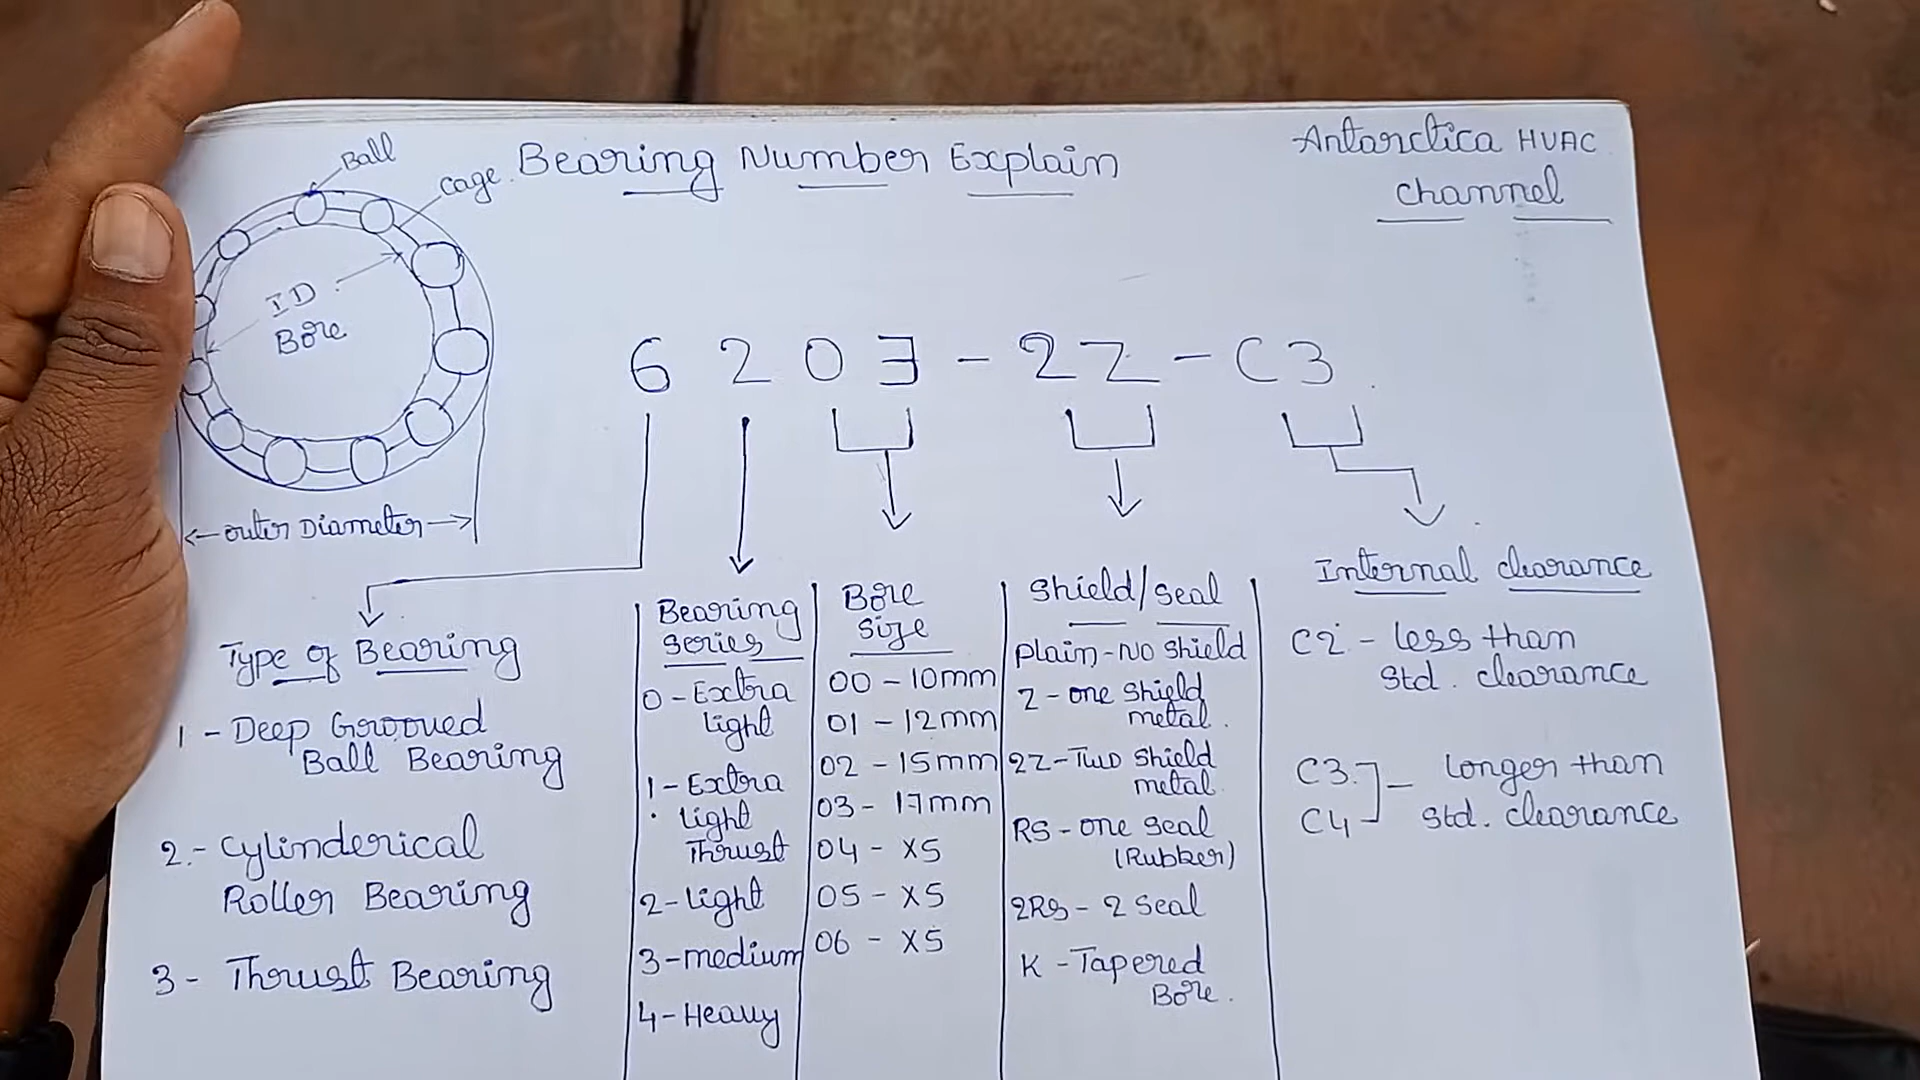 Ball
Cage.
Bearing Number Explain
Antarctica HVAC
channel
ID
Bore
6 2 0 3 - 2Z - C3
outer Diameter
Type of Bearing
1 - Deep Grooved
Ball Bearing
2.- Cylinderical
Roller Bearing
3 - Thrust Bearing
Bearing
series
0 - Extra
light
1 - Extra
light
Thrust
2 - light
3 - medium
4 - Heavy
Bore
size
00 - 10mm
01 - 12mm
02 - 15mm
03 - 17mm
04 - X5
05 - X5
06 - X5
Shield/Seal
plain - No shield
Z - one shield
metal.
2Z - Two shield
metal
RS - one seal
(Rubber)
2RS - 2 seal
K - Tapered
Bore.
Internal clearance
C2 - less than
std. clearance
C3
C4
- longer than
std. clearance